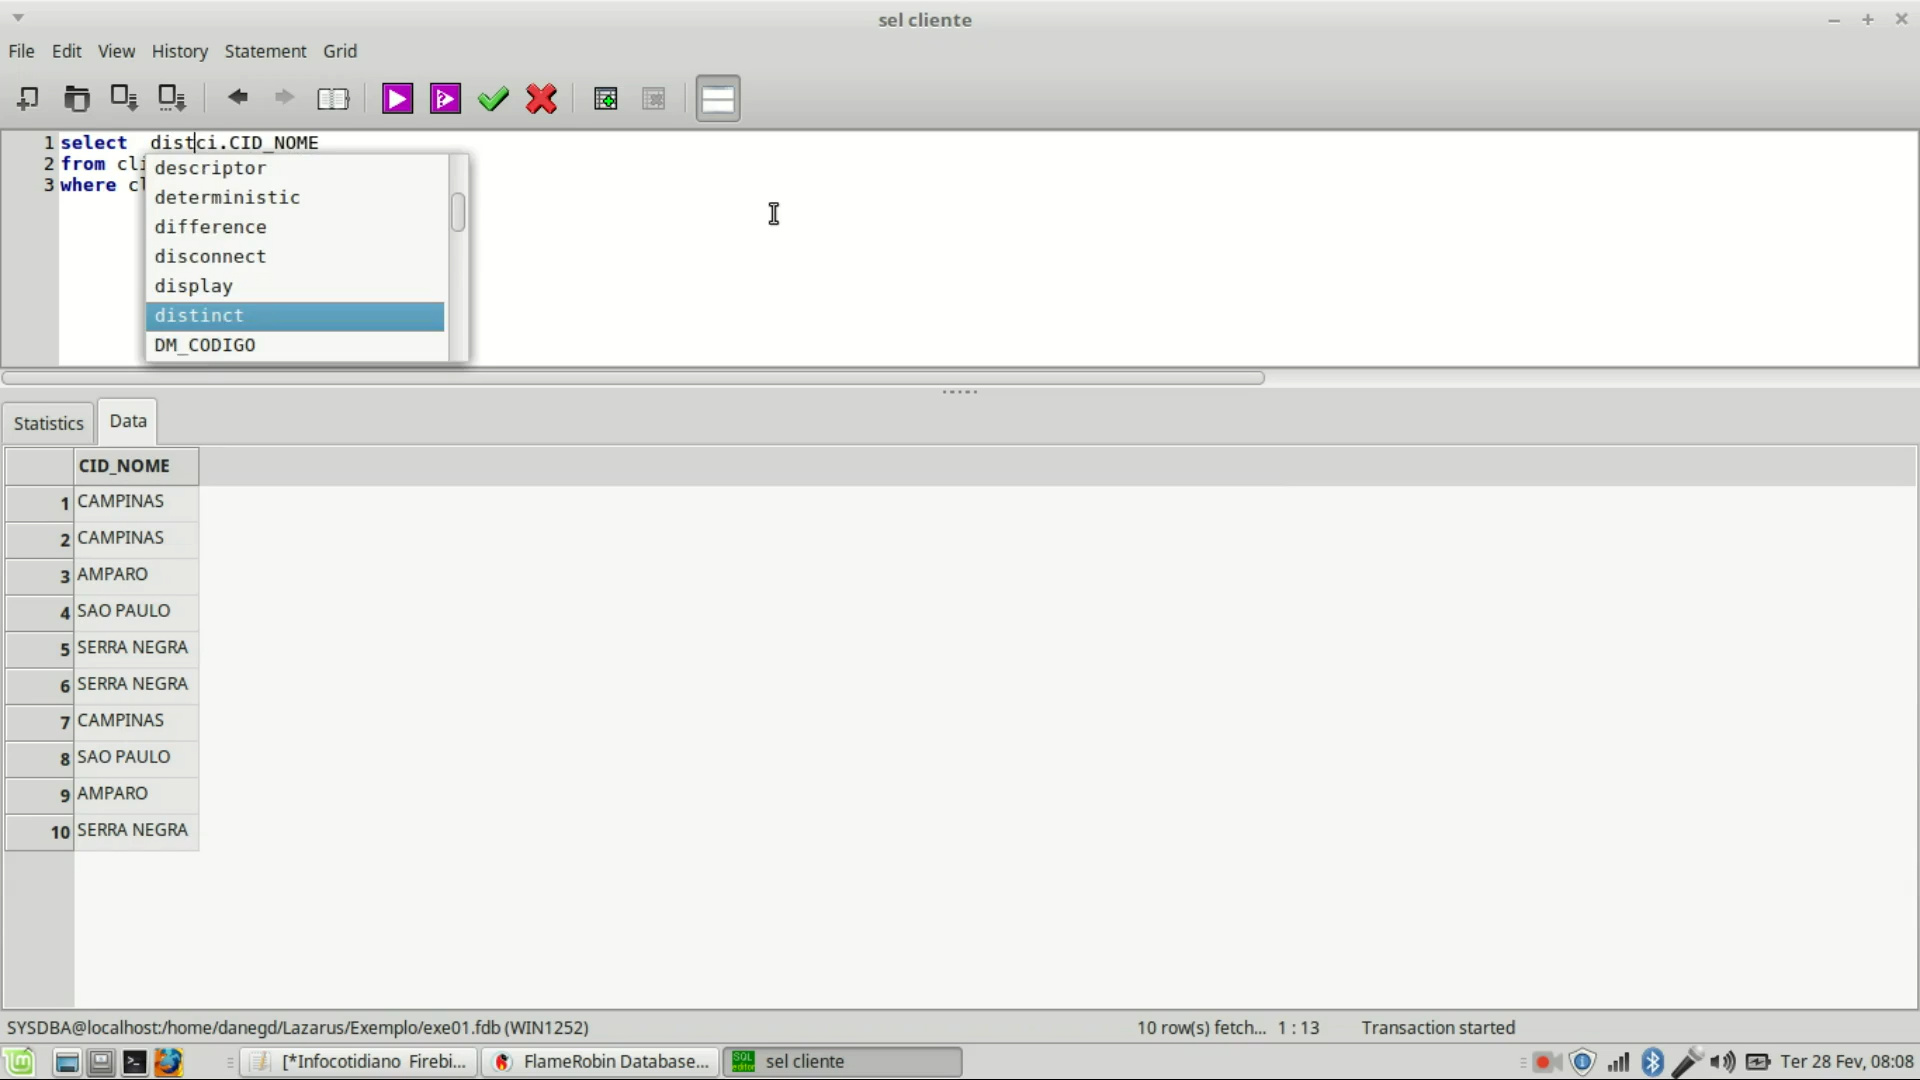 sel cliente
File Edit View History Statement Grid
1 select distci.CID_NOME
2 from cli
3 where cl
descriptor
deterministic
difference
disconnect
display
distinct
DM_CODIGO
Statistics Data
CID_NOME
1 CAMPINAS
2 CAMPINAS
3 AMPARO
4 SAO PAULO
5 SERRA NEGRA
6 SERRA NEGRA
7 CAMPINAS
8 SAO PAULO
9 AMPARO
10 SERRA NEGRA
SYSDBA@localhost:/home/danegd/Lazarus/Exemplo/exe01.fdb (WIN1252) 10 row(s) fetch... 1 : 13 Transaction started
[*Infocotidiano Firebi... FlameRobin Database... SQL editor sel cliente Ter 28 Fev, 08:08